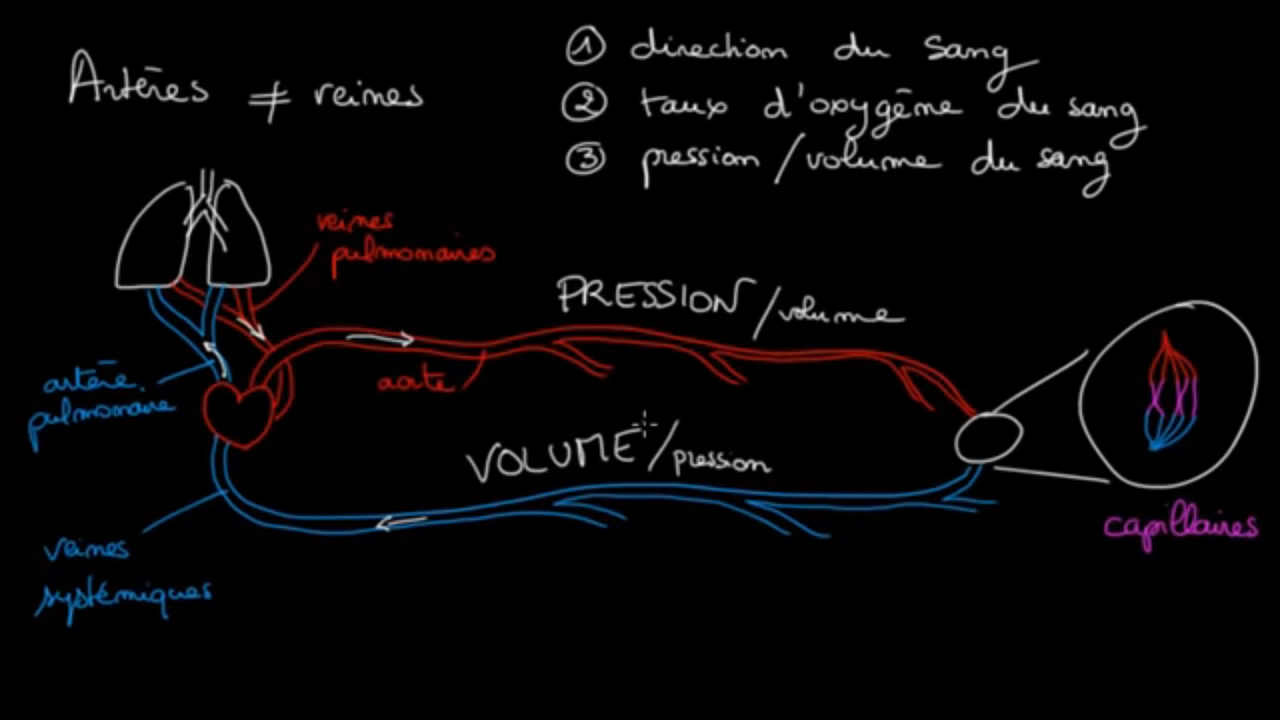 Artères ≠ veines
① direction du sang
② taux d'oxygène du sang
③ pression / volume du sang
veines
pulmonaires
PRESSION / volume
artère
pulmonaire
aorte
VOLUME / pression
capillaires
veines
systémiques